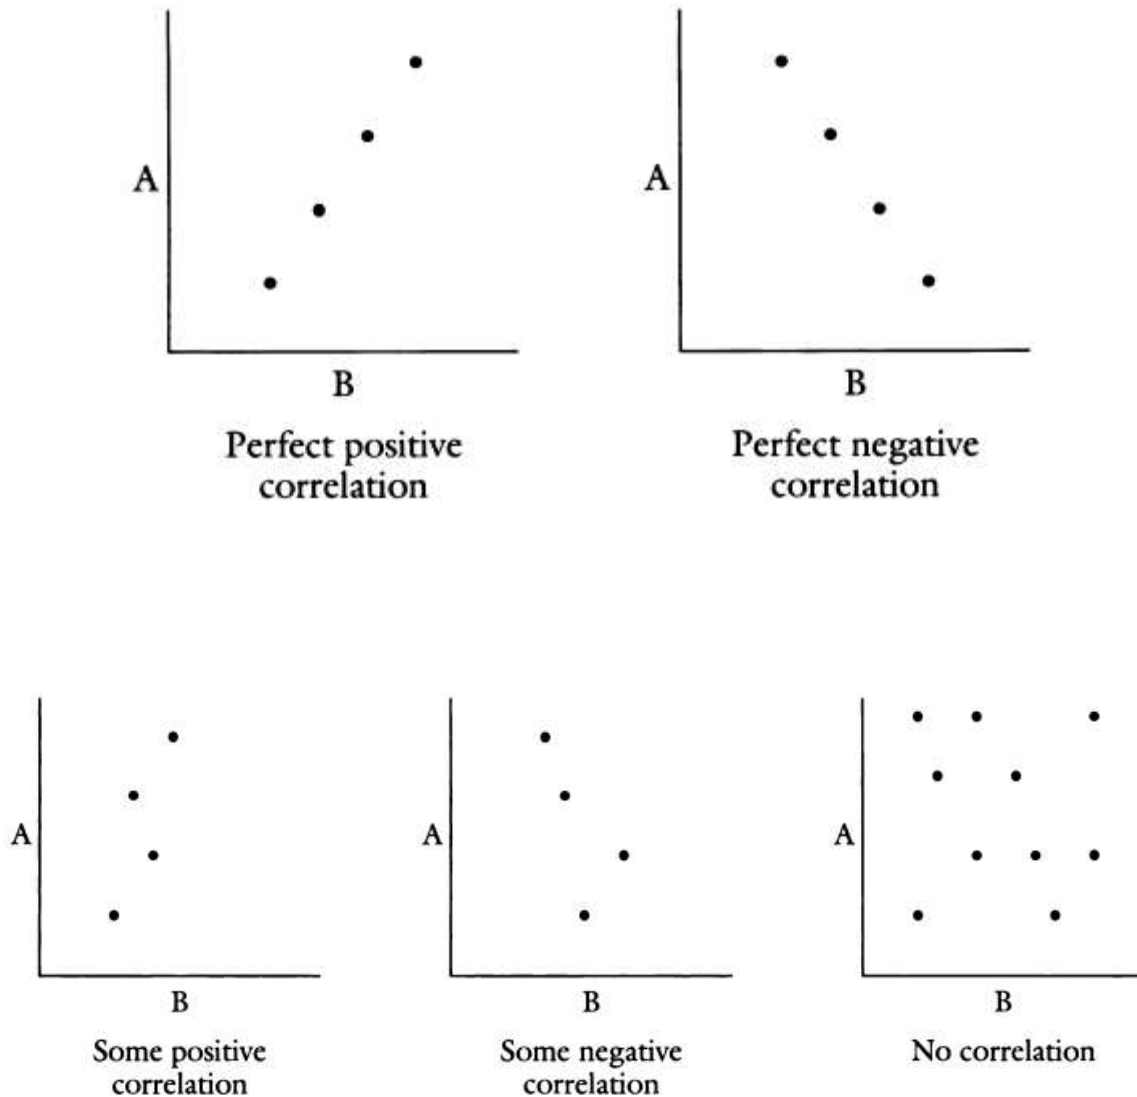 A
A
B
B
Perfect positive
correlation
Perfect negative
correlation
A
A
A
B
B
B
Some positive
correlation
Some negative
correlation
No correlation